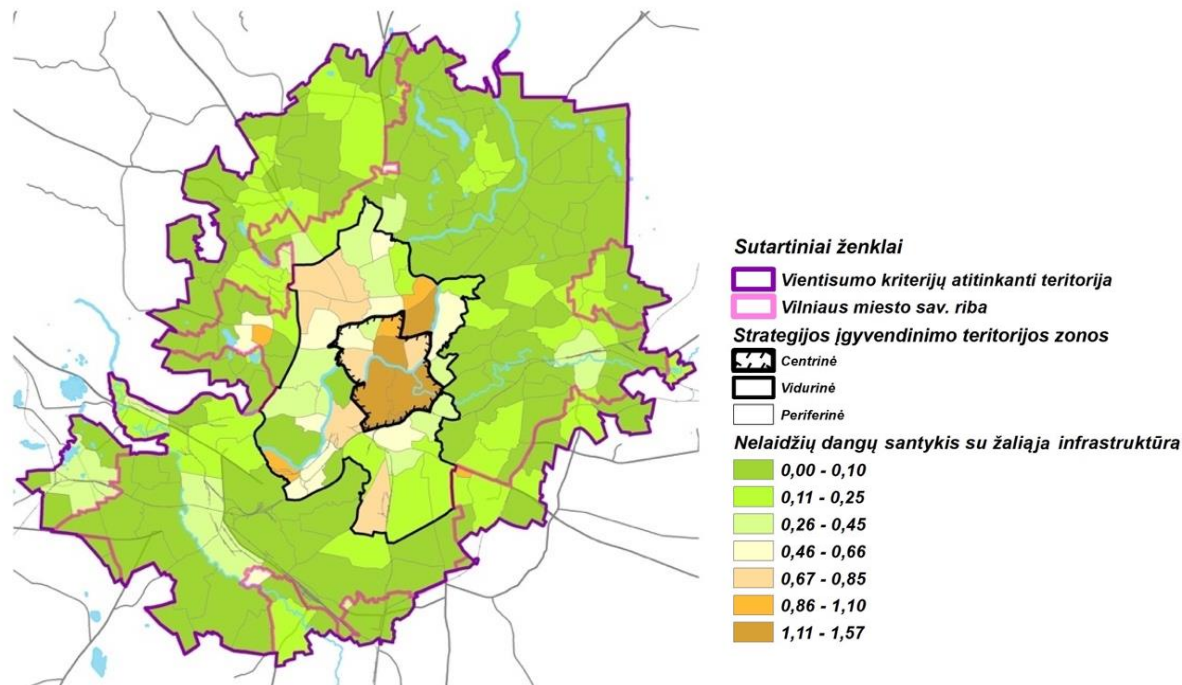 Sutartiniai ženklai
Vientisumo kriterijų atitinkanti teritorija
Vilniaus miesto sav. riba
Strategijos įgyvendinimo teritorijos zonos
Centrinė
Vidurinė
Periferinė
Nelaidžių dangų santykis su žaliąja infrastruktūra
0,00 - 0,10
0,11 - 0,25
0,26 - 0,45
0,46 - 0,66
0,67 - 0,85
0,86 - 1,10
1,11 - 1,57